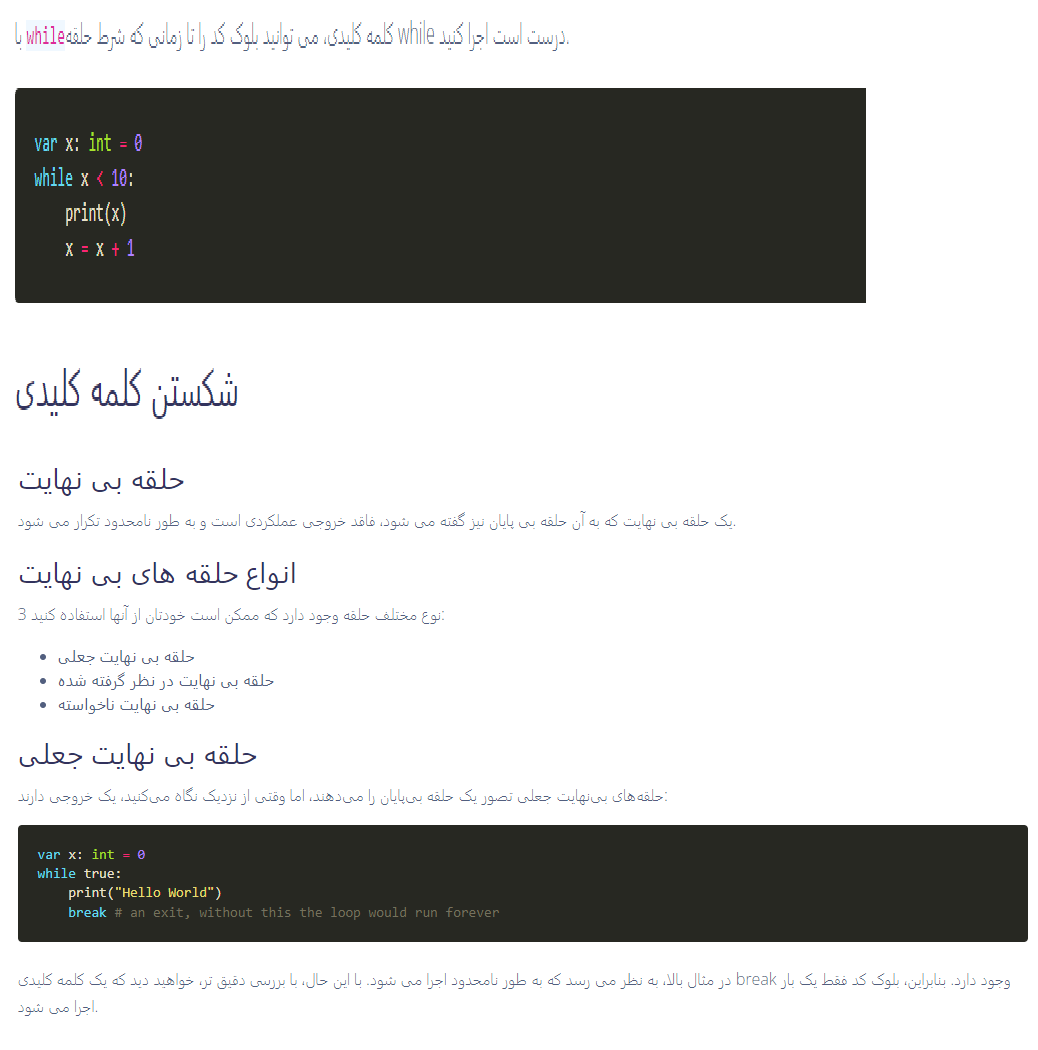 با whileکلمه کلیدی، می توانید بلوک کد را تا زمانی که شرط حلقه while درست است اجرا کنید.
var x: int = 0
while x < 10:
    print(x)
    x = x + 1
شکستن کلمه کلیدی
حلقه بی نهایت
یک حلقه بی نهایت که به آن حلقه بی پایان نیز گفته می شود، فاقد خروجی عملکردی است و به طور نامحدود تکرار می شود.
انواع حلقه های بی نهایت
3 نوع مختلف حلقه وجود دارد که ممکن است خودتان از آنها استفاده کنید:
حلقه بی نهایت جعلی
حلقه بی نهایت در نظر گرفته شده
حلقه بی نهایت ناخواسته
حلقه بی نهایت جعلی
حلقه‌های بی‌نهایت جعلی تصور یک حلقه بی‌پایان را می‌دهند، اما وقتی از نزدیک نگاه می‌کنید، یک خروجی دارند:
var x: int = 0
while true:
    print("Hello World")
    break # an exit, without this the loop would run forever
در مثال بالا، به نظر می رسد که به طور نامحدود اجرا می شود. با این حال، با بررسی دقیق تر، خواهید دید که یک کلمه کلیدی break وجود دارد. بنابراین، بلوک کد فقط یک بار
اجرا می شود.